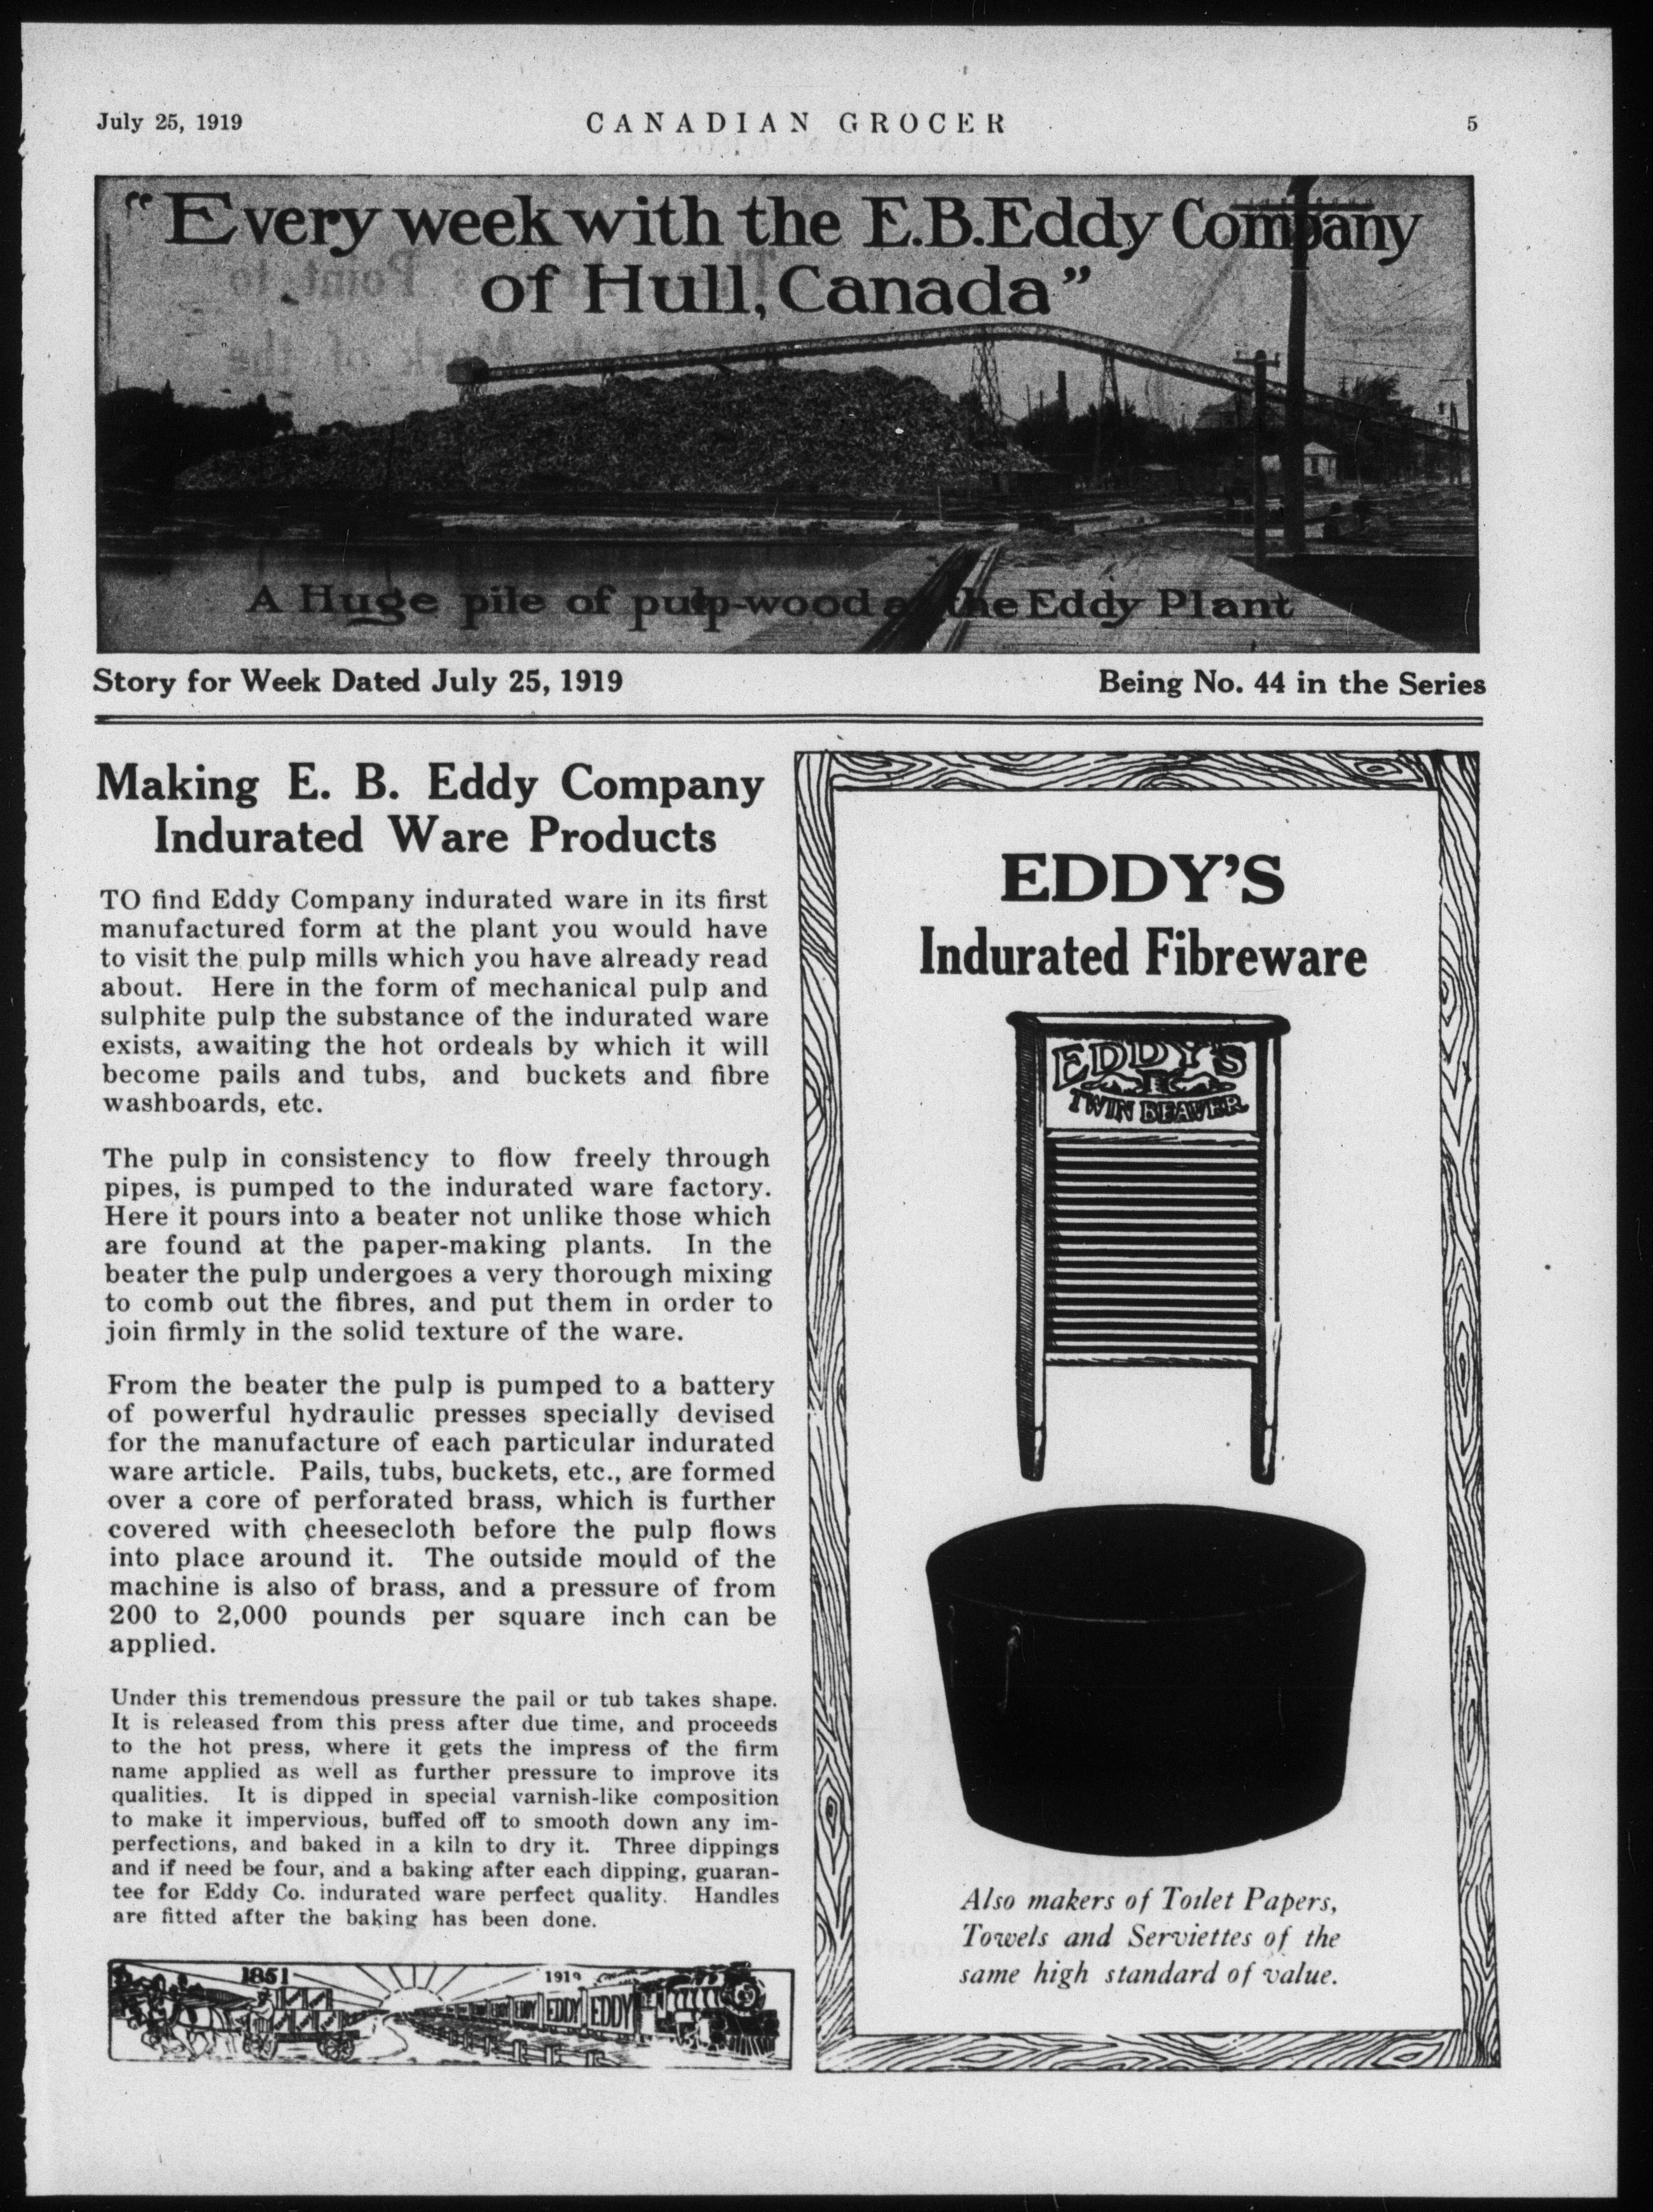 July 25, 1919
CANADIAN GROCER
5
"Every week with the E.B. Eddy Company
of Hull, Canada"
A Huge pile of pulp-wood at the Eddy Plant
Story for Week Dated July 25, 1919
Being No. 44 in the Series
Making E. B. Eddy Company
Indurated Ware Products
TO find Eddy Company indurated ware in its first
manufactured form at the plant you would have
to visit the pulp mills which you have already read
about. Here in the form of mechanical pulp and
sulphite pulp the substance of the indurated ware
exists, awaiting the hot ordeals by which it will
become pails and tubs, and buckets and fibre
washboards, etc.
The pulp in consistency to flow freely through
pipes, is pumped to the indurated ware factory.
Here it pours into a beater not unlike those which
are found at the paper-making plants. In the
beater the pulp undergoes a very thorough mixing
to comb out the fibres, and put them in order to
join firmly in the solid texture of the ware.
From the beater the pulp is pumped to a battery
of powerful hydraulic presses specially devised
for the manufacture of each particular indurated
ware article. Pails, tubs, buckets, etc., are formed
over a core of perforated brass, which is further
covered with cheesecloth before the pulp flows
into place around it. The outside mould of the
machine is also of brass, and a pressure of from
200 to 2,000 pounds per square inch can be
applied.
Under this tremendous pressure the pail or tub takes shape.
It is released from this press after due time, and proceeds
to the hot press, where it gets the impress of the firm
name applied as well as further pressure to improve its
qualities. It is dipped in special varnish-like composition
to make it impervious, buffed off to smooth down any im-
perfections, and baked in a kiln to dry it. Three dippings
and if need be four, and a baking after each dipping, guaran-
tee for Eddy Co. indurated ware perfect quality. Handles
are fitted after the baking has been done.
1851
1919
EDDY EDDY EDDY
EDDY'S
Indurated Fibreware
EDDY'S
TWIN BEAVER
Also makers of Toilet Papers,
Towels and Serviettes of the
same high standard of value.